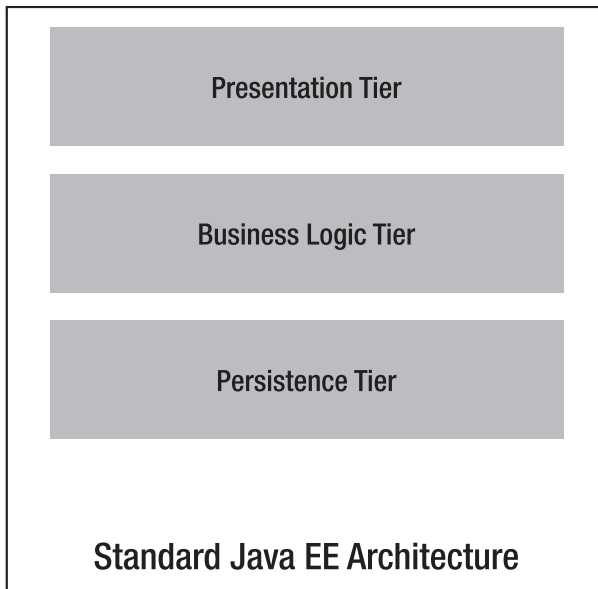 Presentation Tier
Business Logic Tier
Persistence Tier
Standard Java EE Architecture